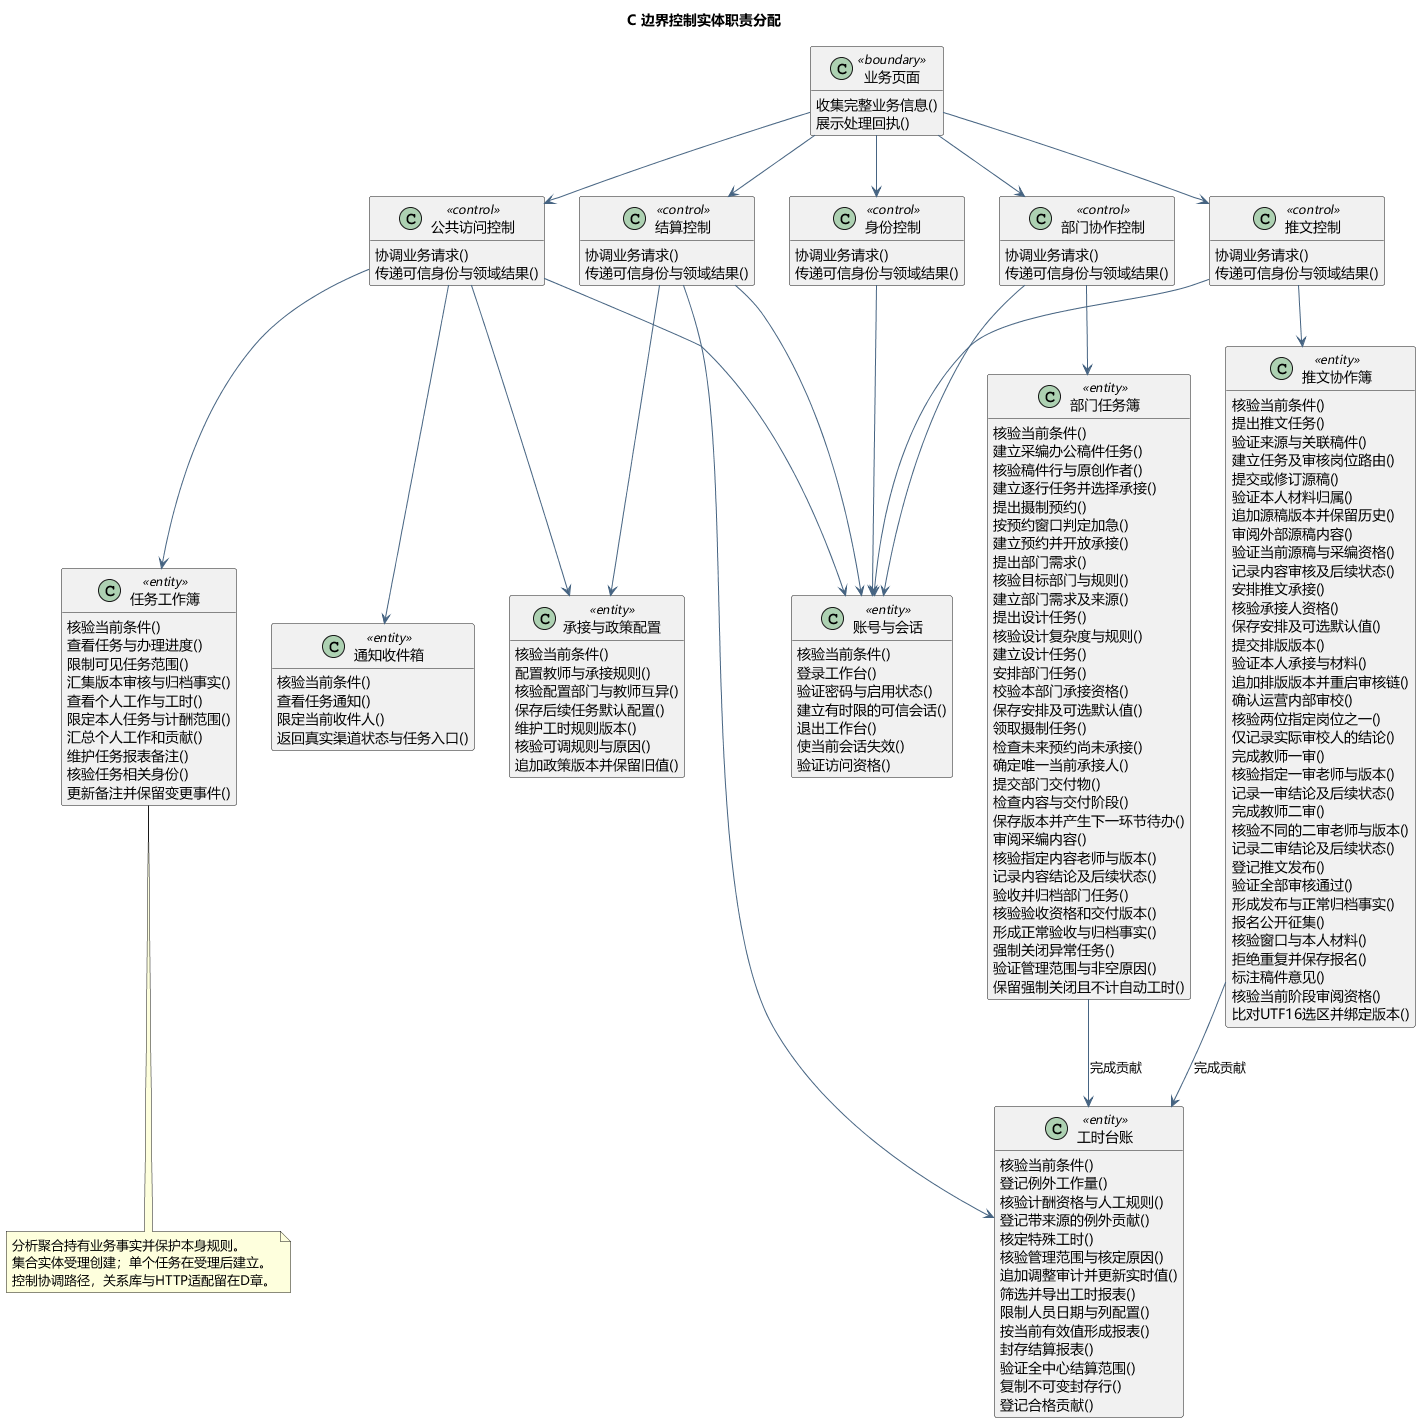 C 边界控制实体职责分配
C
«boundary»
业务页面
收集完整业务信息()
展示处理回执()
C
«control»
公共访问控制
协调业务请求()
传递可信身份与领域结果()
C
«control»
结算控制
协调业务请求()
传递可信身份与领域结果()
C
«control»
身份控制
协调业务请求()
传递可信身份与领域结果()
C
«control»
部门协作控制
协调业务请求()
传递可信身份与领域结果()
C
«control»
推文控制
协调业务请求()
传递可信身份与领域结果()
C
«entity»
任务工作簿
核验当前条件()
查看任务与办理进度()
限制可见任务范围()
汇集版本审核与归档事实()
查看个人工作与工时()
限定本人任务与计酬范围()
汇总个人工作和贡献()
维护任务报表备注()
核验任务相关身份()
更新备注并保留变更事件()
C
«entity»
通知收件箱
核验当前条件()
查看任务通知()
限定当前收件人()
返回真实渠道状态与任务入口()
C
«entity»
承接与政策配置
核验当前条件()
配置教师与承接规则()
核验配置部门与教师互异()
保存后续任务默认配置()
维护工时规则版本()
核验可调规则与原因()
追加政策版本并保留旧值()
C
«entity»
账号与会话
核验当前条件()
登录工作台()
验证密码与启用状态()
建立有时限的可信会话()
退出工作台()
使当前会话失效()
验证访问资格()
C
«entity»
部门任务簿
核验当前条件()
建立采编办公稿件任务()
核验稿件行与原创作者()
建立逐行任务并选择承接()
提出摄制预约()
按预约窗口判定加急()
建立预约并开放承接()
提出部门需求()
核验目标部门与规则()
建立部门需求及来源()
提出设计任务()
核验设计复杂度与规则()
建立设计任务()
安排部门任务()
校验本部门承接资格()
保存安排及可选默认值()
领取摄制任务()
检查未来预约尚未承接()
确定唯一当前承接人()
提交部门交付物()
检查内容与交付阶段()
保存版本并产生下一环节待办()
审阅采编内容()
核验指定内容老师与版本()
记录内容结论及后续状态()
验收并归档部门任务()
核验验收资格和交付版本()
形成正常验收与归档事实()
强制关闭异常任务()
验证管理范围与非空原因()
保留强制关闭且不计自动工时()
C
«entity»
推文协作簿
核验当前条件()
提出推文任务()
验证来源与关联稿件()
建立任务及审核岗位路由()
提交或修订源稿()
验证本人材料归属()
追加源稿版本并保留历史()
审阅外部源稿内容()
验证当前源稿与采编资格()
记录内容审核及后续状态()
安排推文承接()
核验承接人资格()
保存安排及可选默认值()
提交排版版本()
验证本人承接与材料()
追加排版版本并重启审核链()
确认运营内部审校()
核验两位指定岗位之一()
仅记录实际审校人的结论()
完成教师一审()
核验指定一审老师与版本()
记录一审结论及后续状态()
完成教师二审()
核验不同的二审老师与版本()
记录二审结论及后续状态()
登记推文发布()
验证全部审核通过()
形成发布与正常归档事实()
报名公开征集()
核验窗口与本人材料()
拒绝重复并保存报名()
标注稿件意见()
核验当前阶段审阅资格()
比对UTF16选区并绑定版本()
完成贡献
完成贡献
C
«entity»
工时台账
核验当前条件()
登记例外工作量()
核验计酬资格与人工规则()
登记带来源的例外贡献()
核定特殊工时()
核验管理范围与核定原因()
追加调整审计并更新实时值()
筛选并导出工时报表()
限制人员日期与列配置()
按当前有效值形成报表()
封存结算报表()
验证全中心结算范围()
复制不可变封存行()
登记合格贡献()
分析聚合持有业务事实并保护本身规则。
集合实体受理创建；单个任务在受理后建立。
控制协调路径，关系库与HTTP适配留在D章。